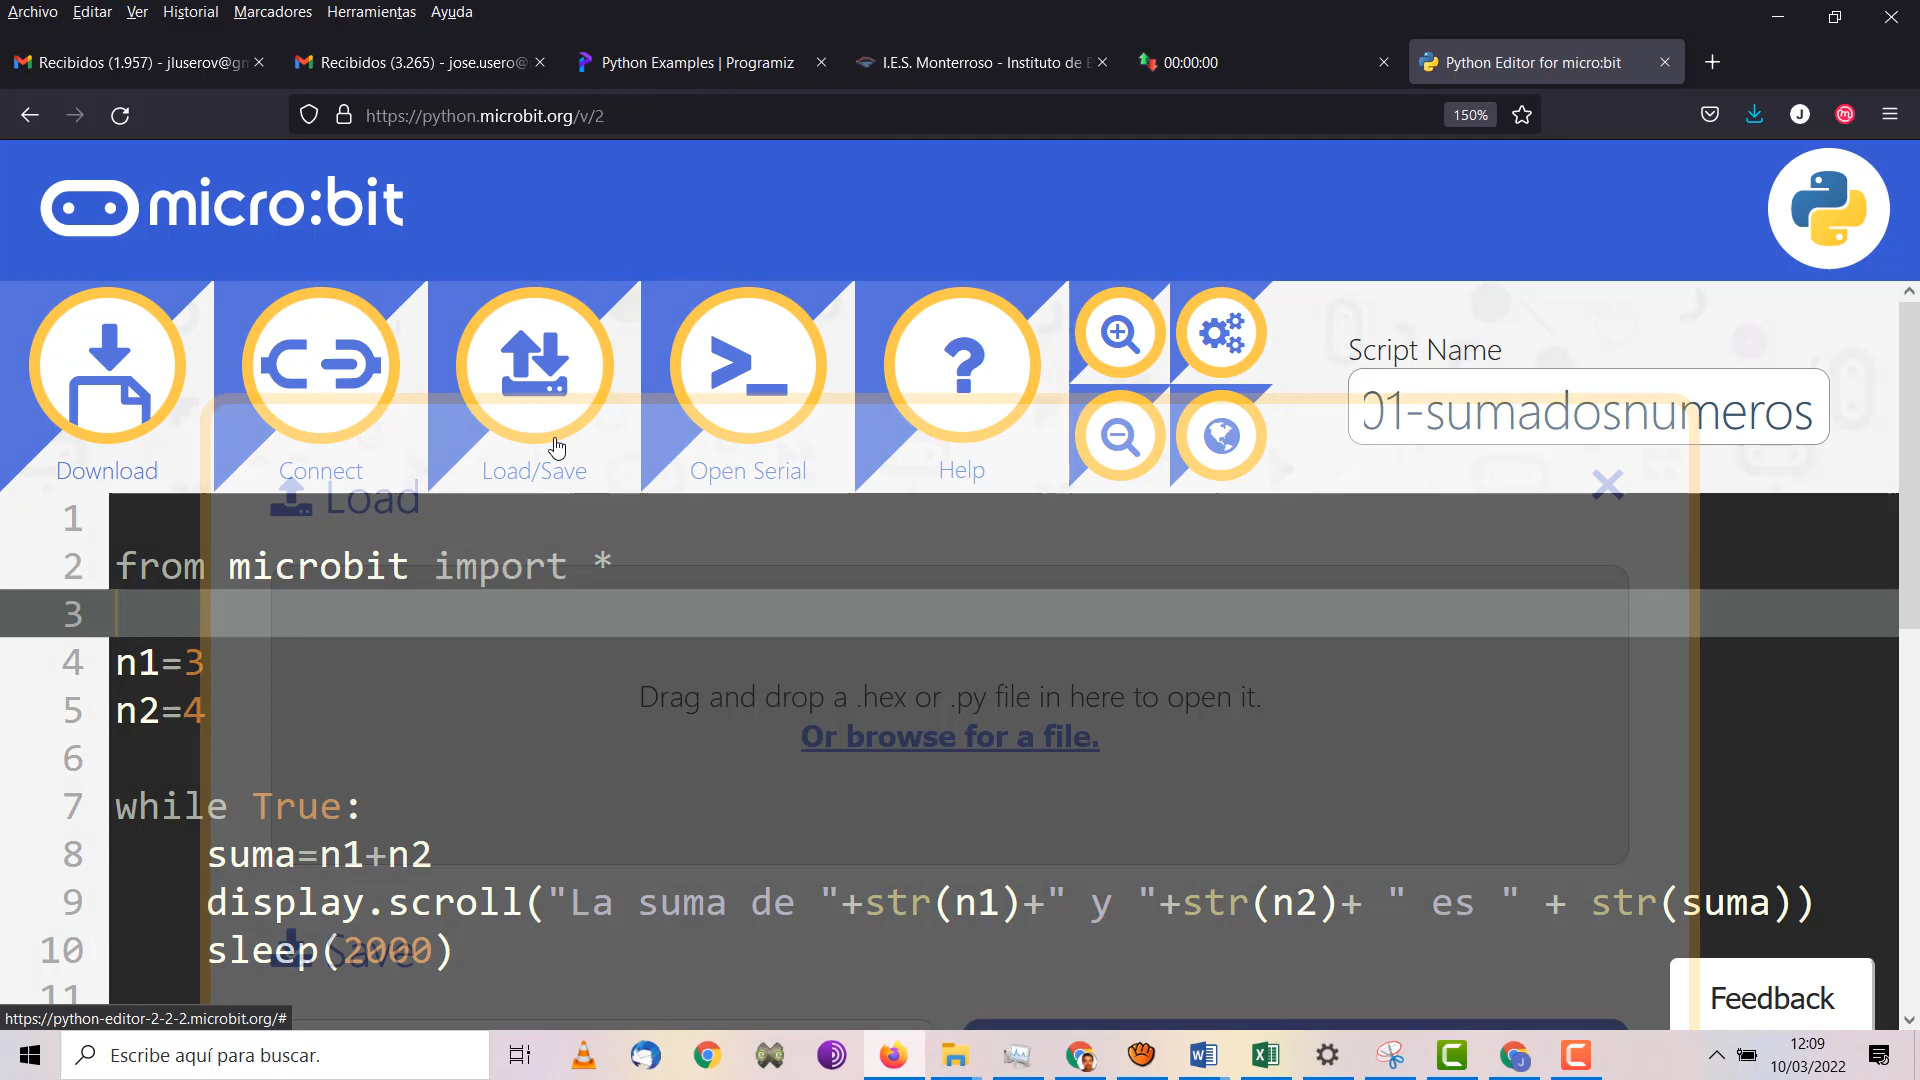 Archivo Editar Ver Historial Marcadores Herramientas Ayuda
Recibidos (1.957) - jluserov@gm
Recibidos (3.265) - jose.usero@
Python Examples | Programiz
I.E.S. Monterroso - Instituto de E
00:00:00
Python Editor for micro:bit
https://python.microbit.org/v/2
150%
J
m
micro:bit
Download
Connect
Load/Save
Open Serial
Help
Script Name
01-sumadosnumeros
Load
1
2 from microbit import *
3
4 n1=3
5 n2=4
6
7 while True:
8 suma=n1+n2
9 display.scroll("La suma de "+str(n1)+" y "+str(n2)+ " es " + str(suma))
10 sleep(2000)
11
Drag and drop a .hex or .py file in here to open it.
Or browse for a file.
Save
Feedback
https://python-editor-2-2-2.microbit.org/#
Escribe aquí para buscar.
12:09
10/03/2022